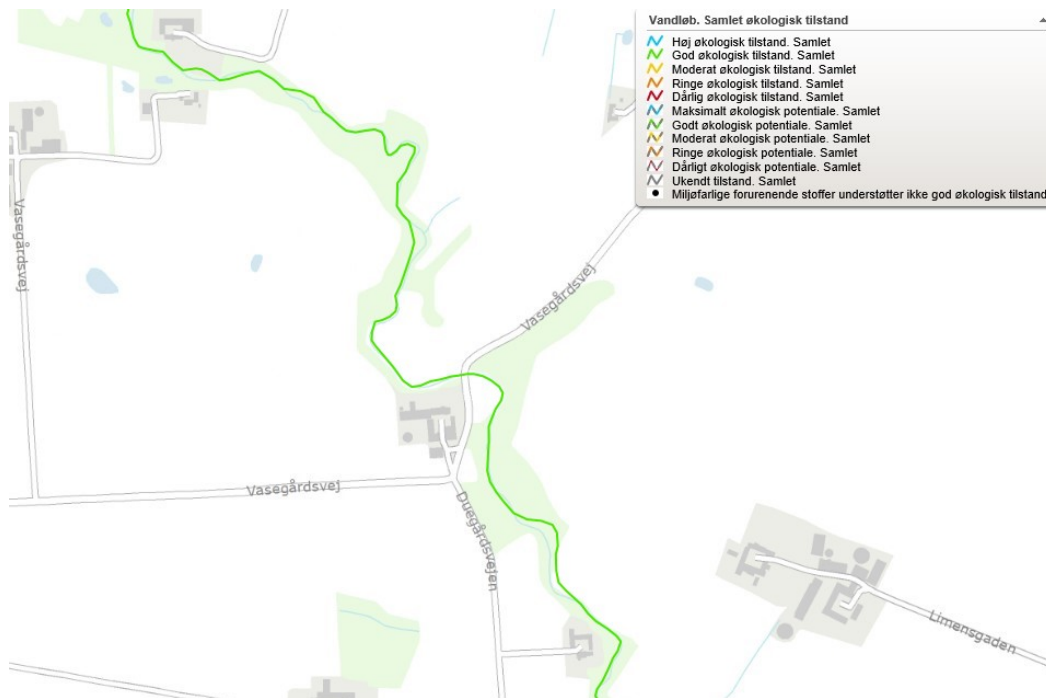 Vandløb. Samlet økologisk tilstand
Høj økologisk tilstand. Samlet
God økologisk tilstand. Samlet
Moderat økologisk tilstand. Samlet
Ringe økologisk tilstand. Samlet
Dårlig økologisk tilstand. Samlet
Maksimalt økologisk potentiale. Samlet
Godt økologisk potentiale. Samlet
Moderat økologisk potentiale. Samlet
Ringe økologisk potentiale. Samlet
Dårligt økologisk potentiale. Samlet
Ukendt tilstand. Samlet
Miljøfarlige forurenende stoffer understøtter ikke god økologisk tilstand
Vasegårdsvej
Vasegårdsvej
Vasegårdsvej
Duegårdsvejen
Limensgaden